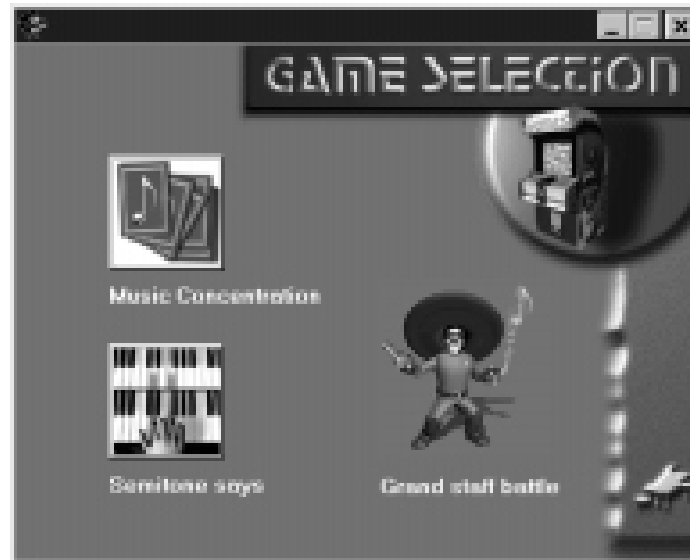 GAME SELECTION
Music Concentration
Semitone says
Grand staff battle